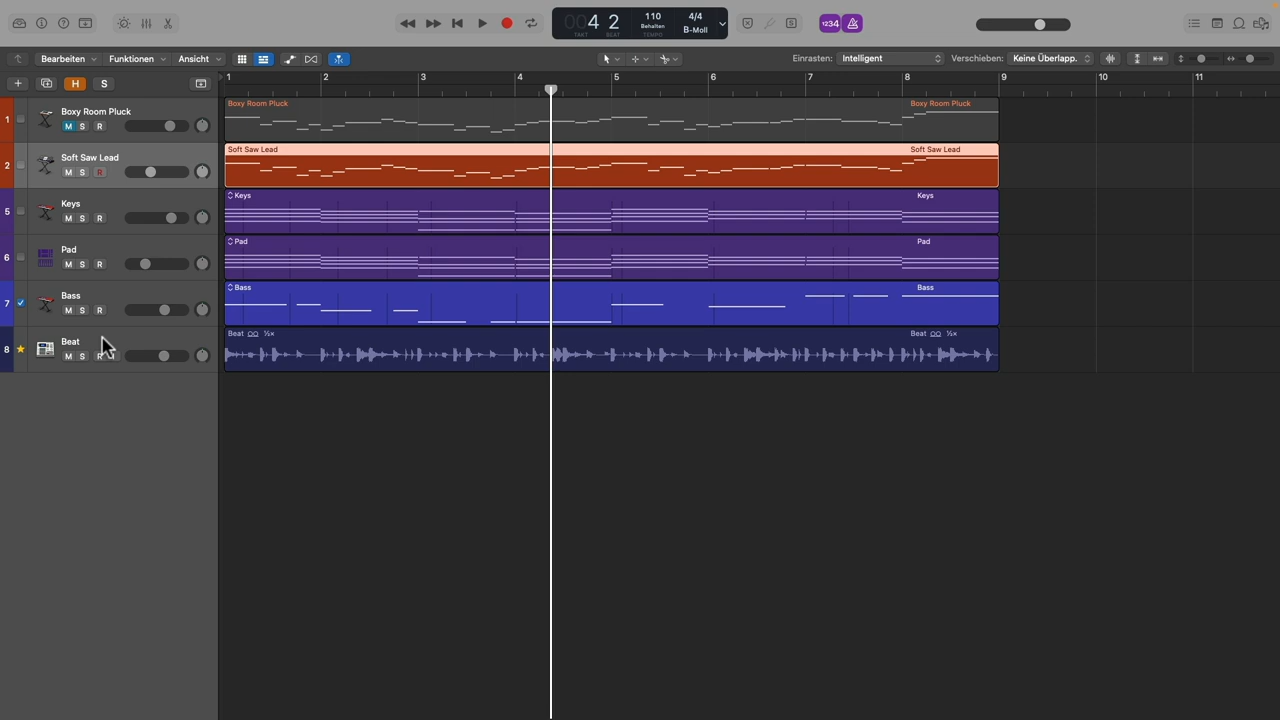 004 2
TAKT BEAT
110
Behalten
TEMPO
4/4
B-Moll
1234
Bearbeiten Funktionen Ansicht
Einrasten: Intelligent
Verschieben: Keine Überlapp.
H S
1 2 3 4 5 6 7 8 9 10 11
1 Boxy Room Pluck
M S R
Boxy Room Pluck Boxy Room Pluck
2 Soft Saw Lead
M S R
Soft Saw Lead Soft Saw Lead
5 Keys
M S R
Keys Keys
6 Pad
M S R
Pad Pad
7 Bass
M S R
Bass Bass
8 Beat
M S R
Beat ½× Beat ½×